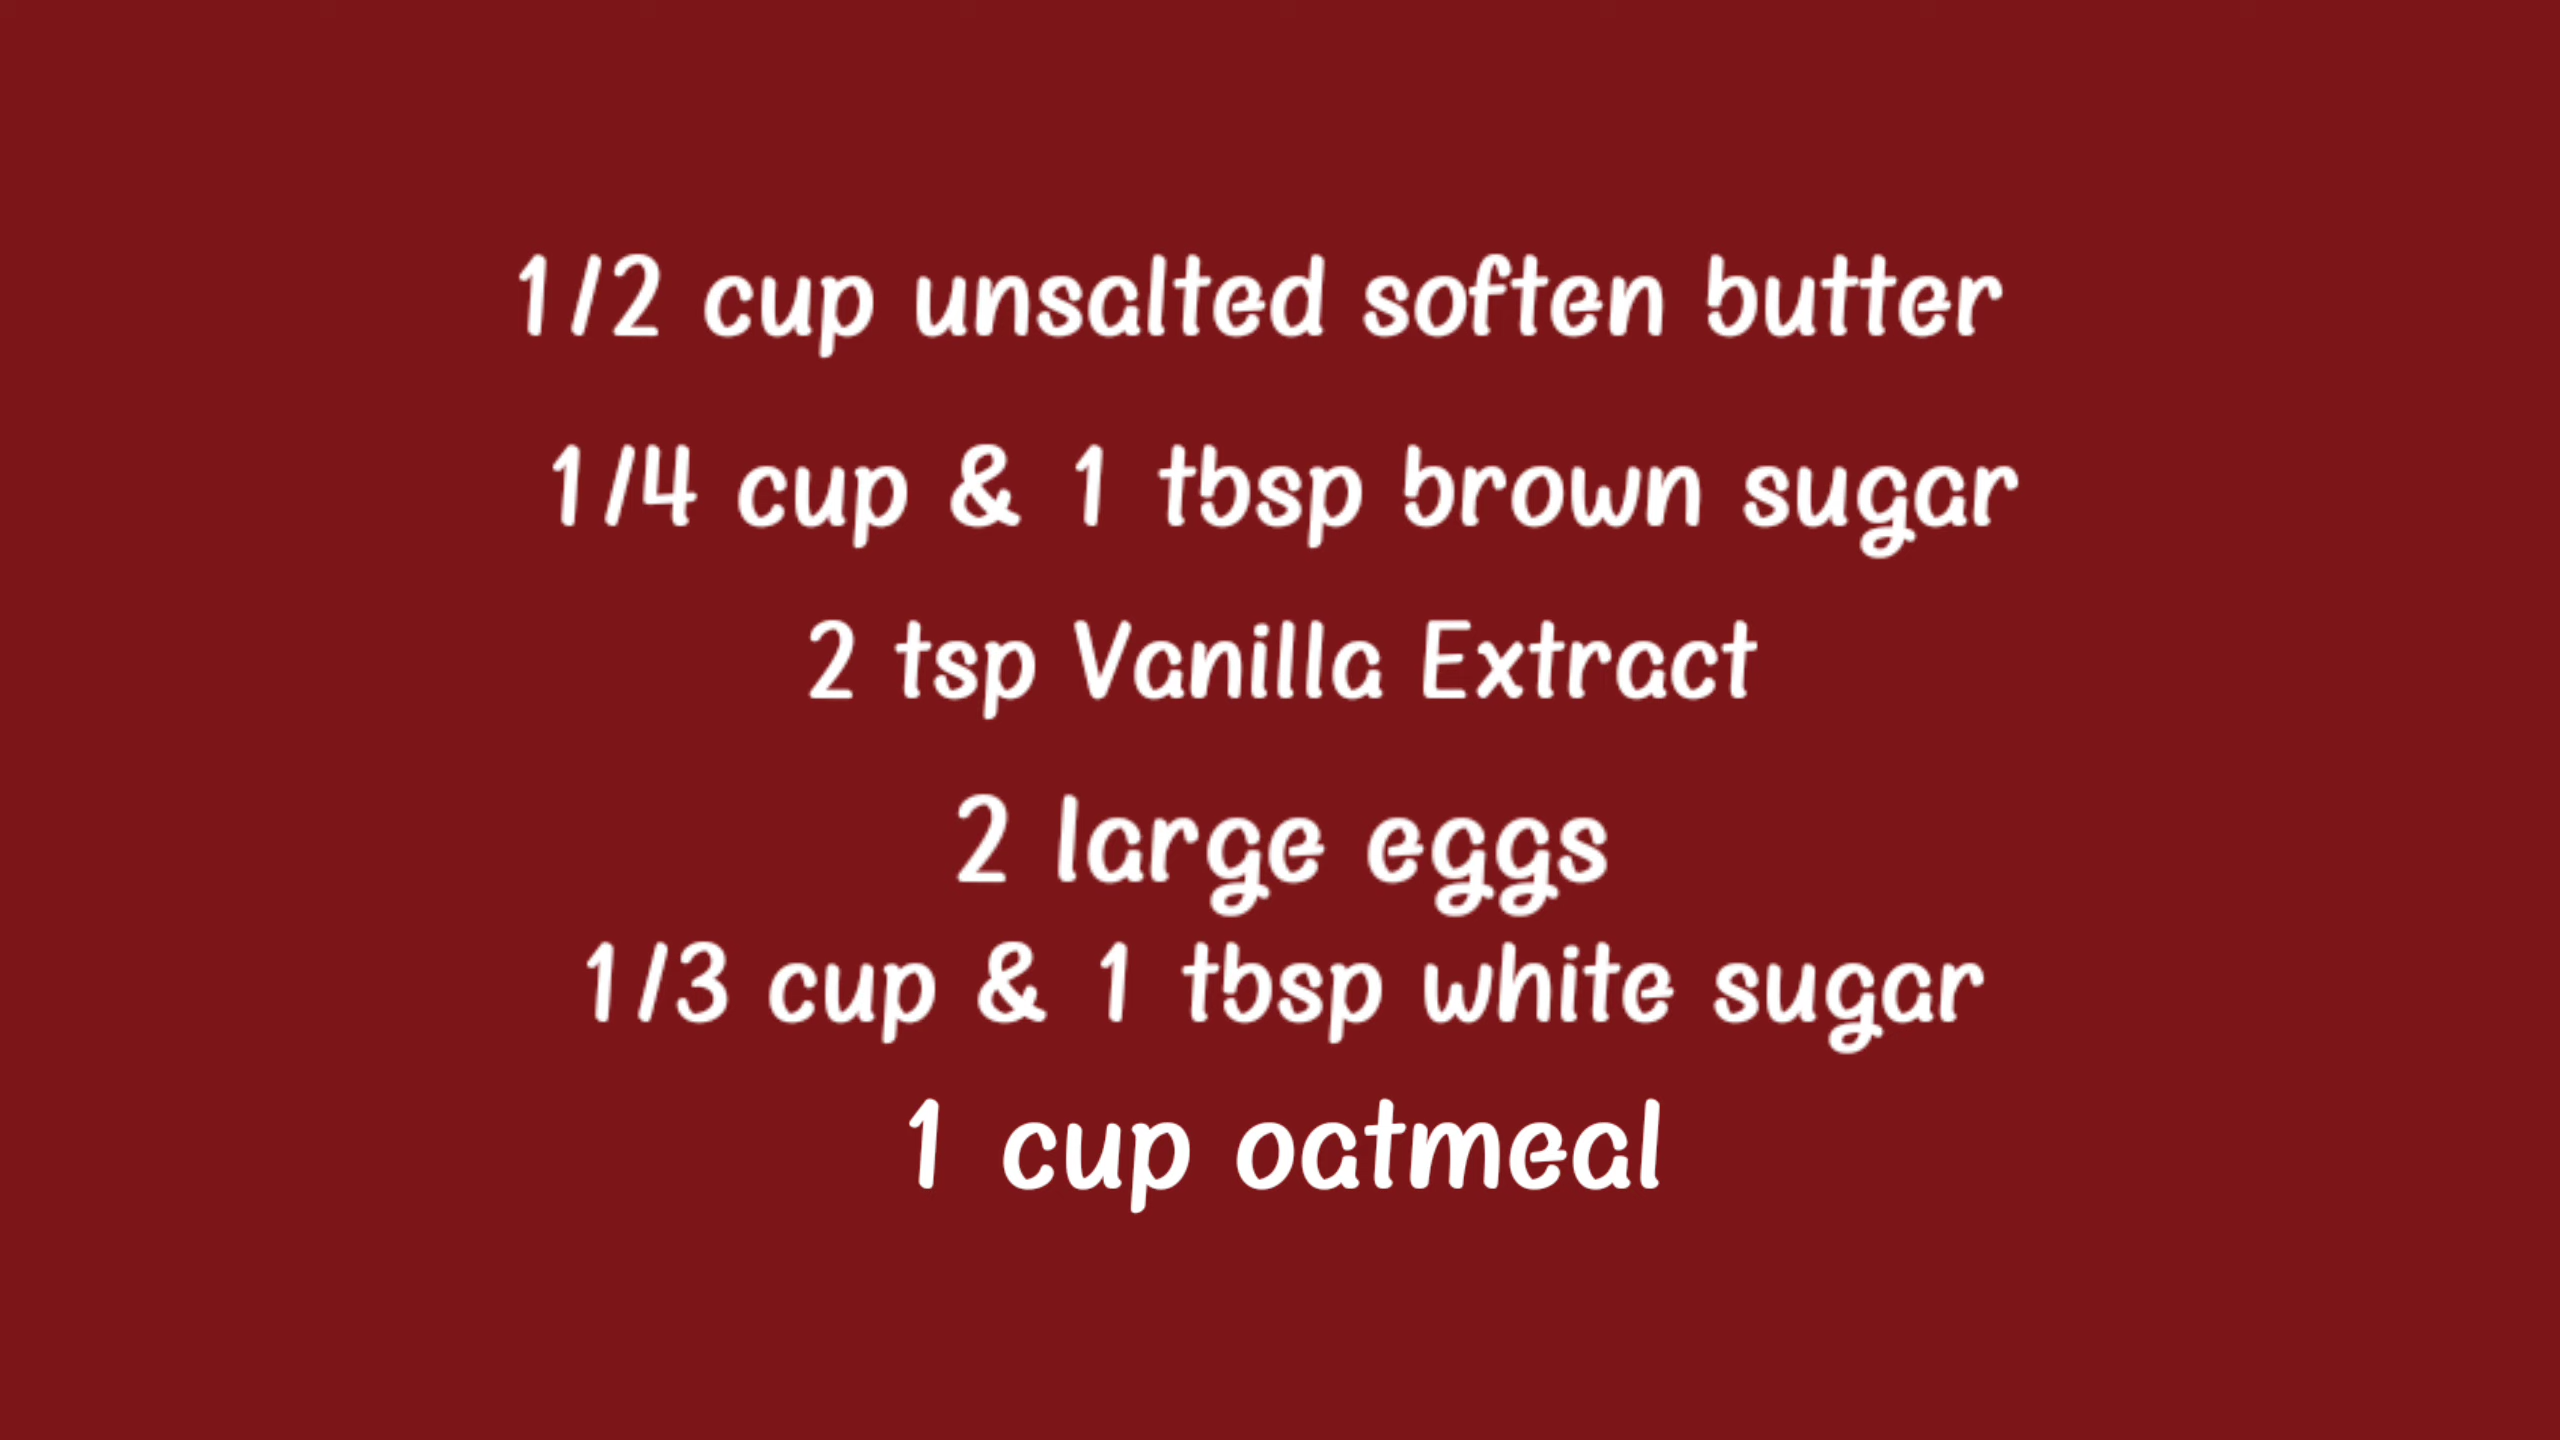 1/2 cup unsalted soften butter
1/4 cup & 1 tbsp brown sugar
2 tsp Vanilla Extract
2 large eggs
1/3 cup & 1 tbsp white sugar
1 cup oatmeal